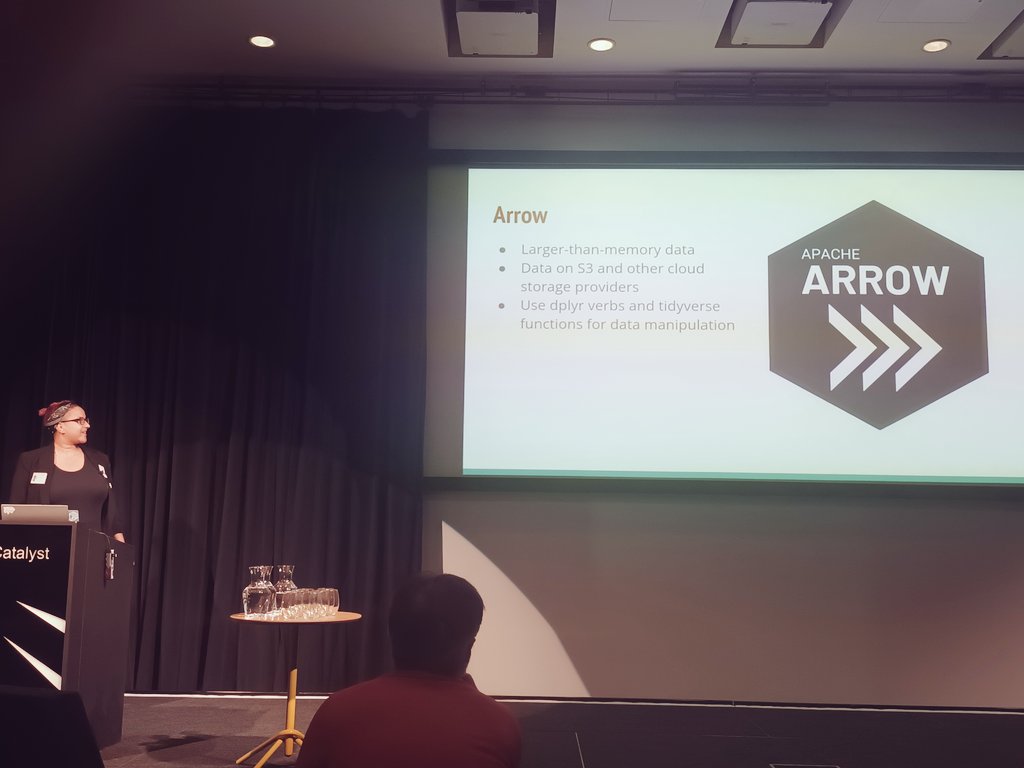 Arrow
Larger-than-memory data
Data on S3 and other cloud
storage providers
Use dplyr verbs and tidyverse
functions for data manipulation
APACHE
ARROW
Catalyst